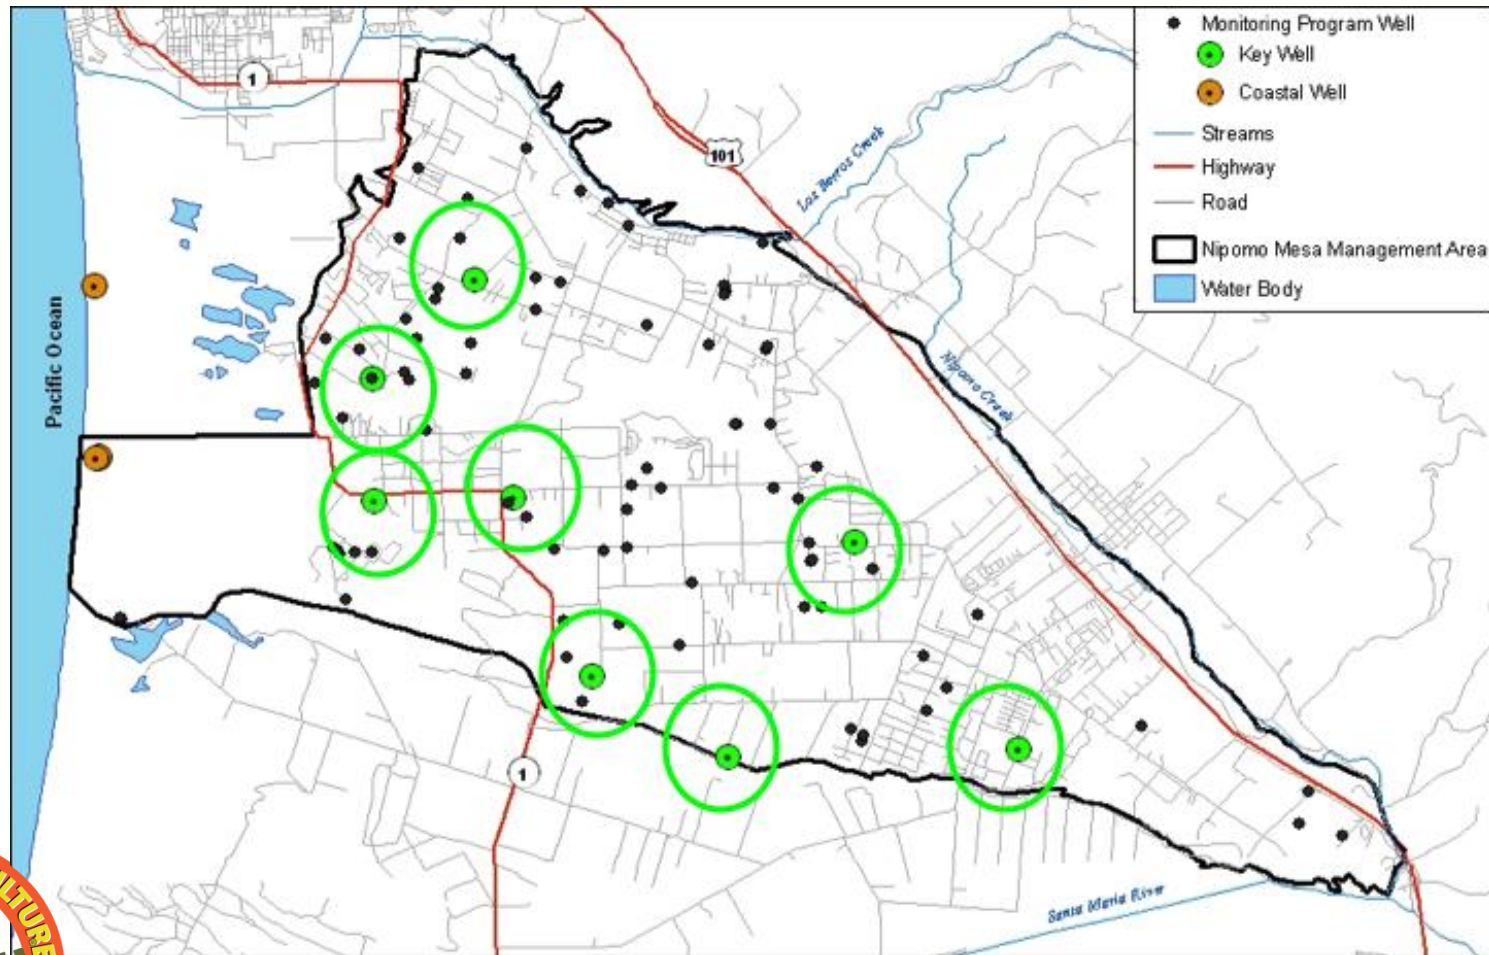 Monitoring Program Well
Key Well
Coastal Well
Streams
Highway
Road
Nipomo Mesa Management Area
Water Body
1
101
Los Berros Creek
Pacific Ocean
Nipomo Creek
1
Santa Maria River
ULTURE